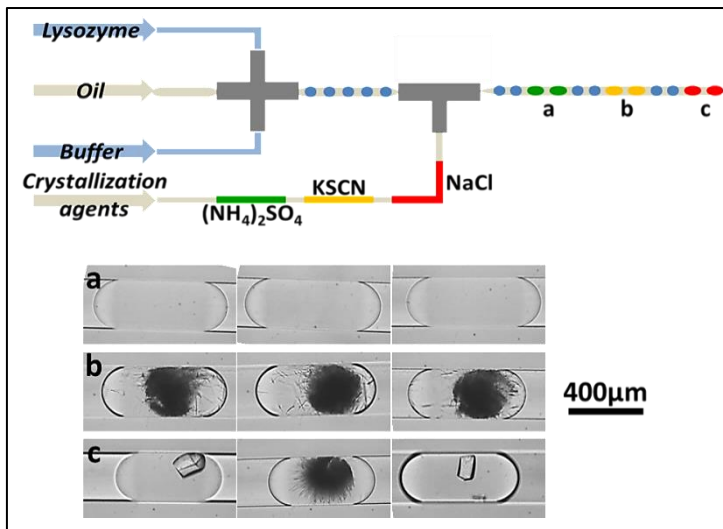 Lysozyme
Oil
a
b
c
Buffer
Crystallization
agents
KSCN
NaCl
(NH₄)₂SO₄
a
b
400μm
c